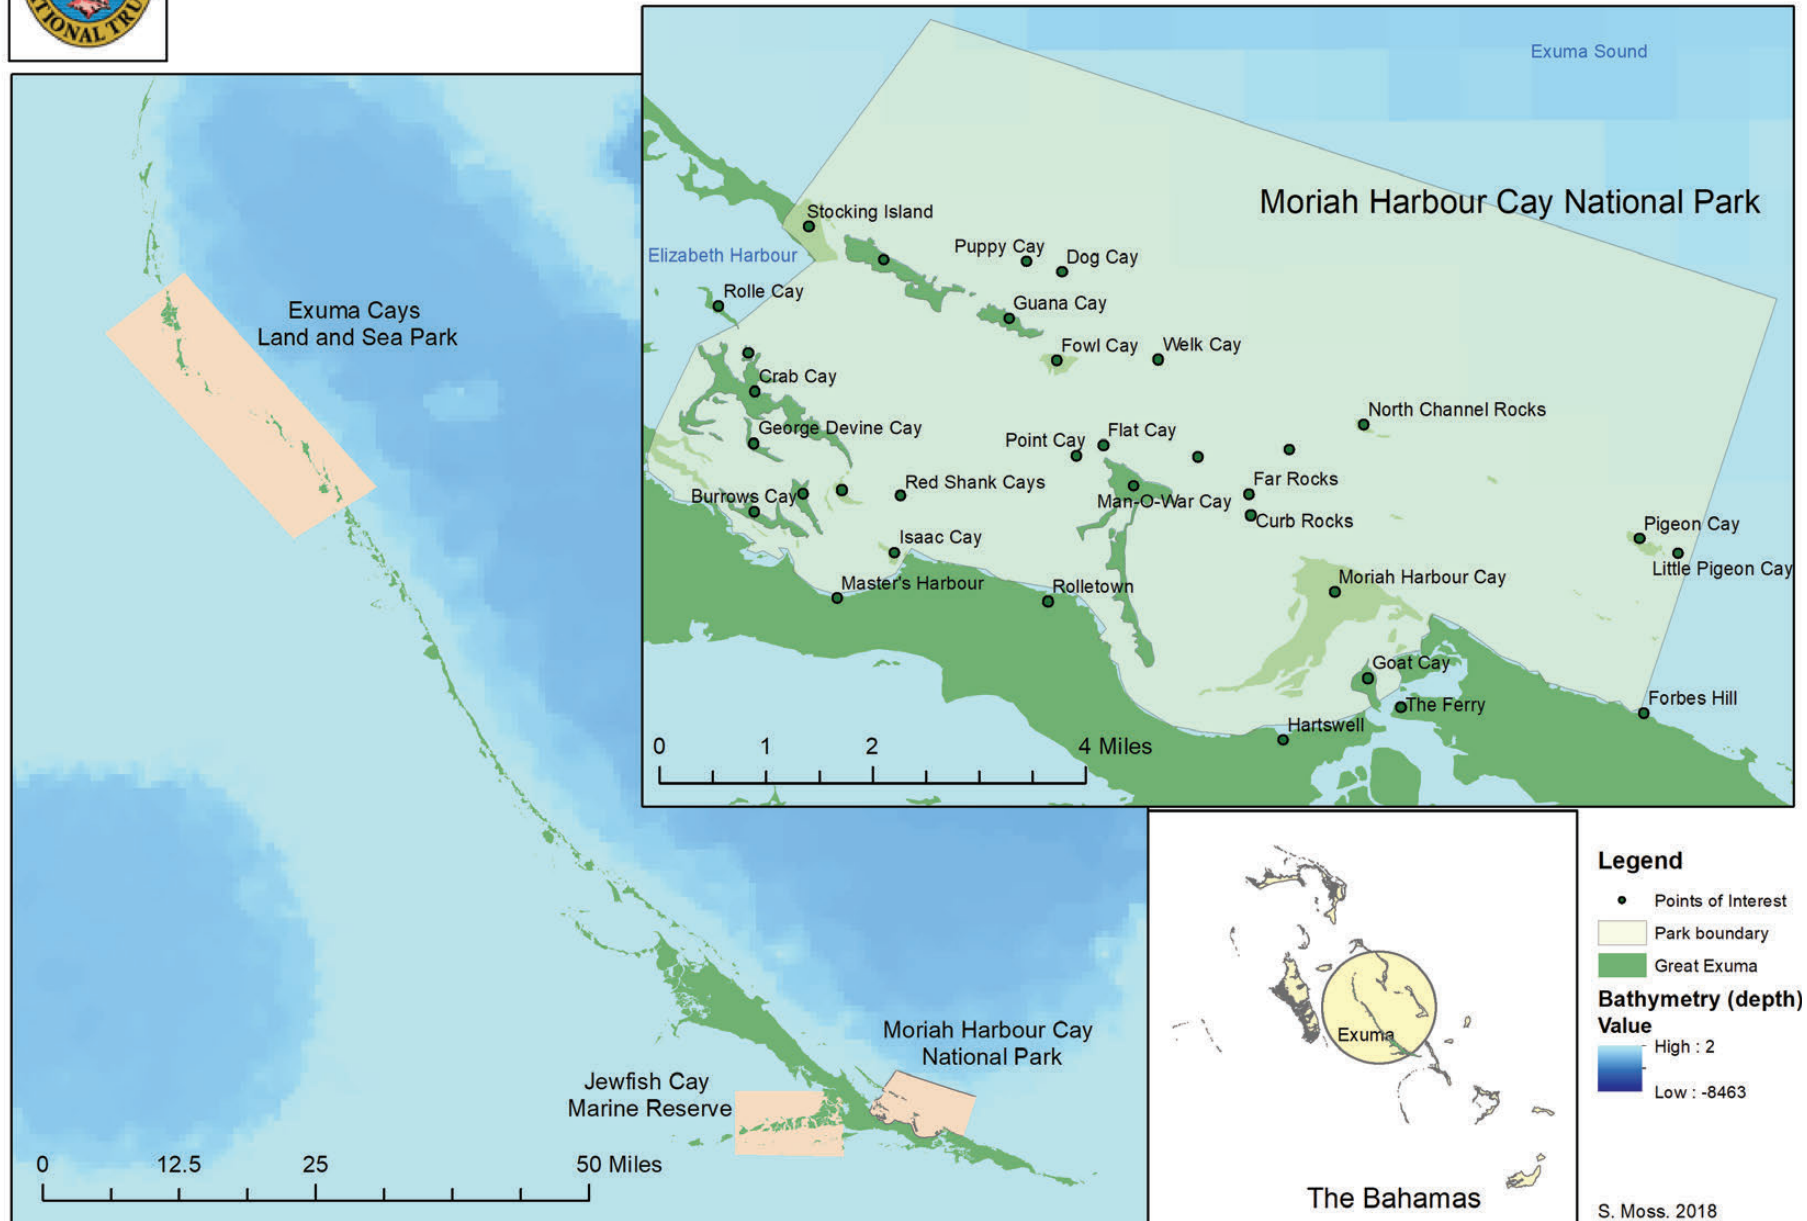 TIONAL TRU
Exuma Sound
Moriah Harbour Cay National Park
Stocking Island
Elizabeth Harbour
Puppy Cay
Dog Cay
Rolle Cay
Guana Cay
Fowl Cay
Welk Cay
Crab Cay
George Devine Cay
North Channel Rocks
Point Cay
Flat Cay
Burrows Cay
Red Shank Cays
Man-O-War Cay
Far Rocks
Curb Rocks
Isaac Cay
Pigeon Cay
Little Pigeon Cay
Master's Harbour
Rolletown
Moriah Harbour Cay
Goat Cay
The Ferry
Hartswell
Forbes Hill
0 1 2 4 Miles
Exuma Cays
Land and Sea Park
Moriah Harbour Cay
National Park
Jewfish Cay
Marine Reserve
0 12.5 25 50 Miles
Exuma
The Bahamas
Legend
Points of Interest
Park boundary
Great Exuma
Bathymetry (depth)
Value
High : 2
Low : -8463
S. Moss. 2018